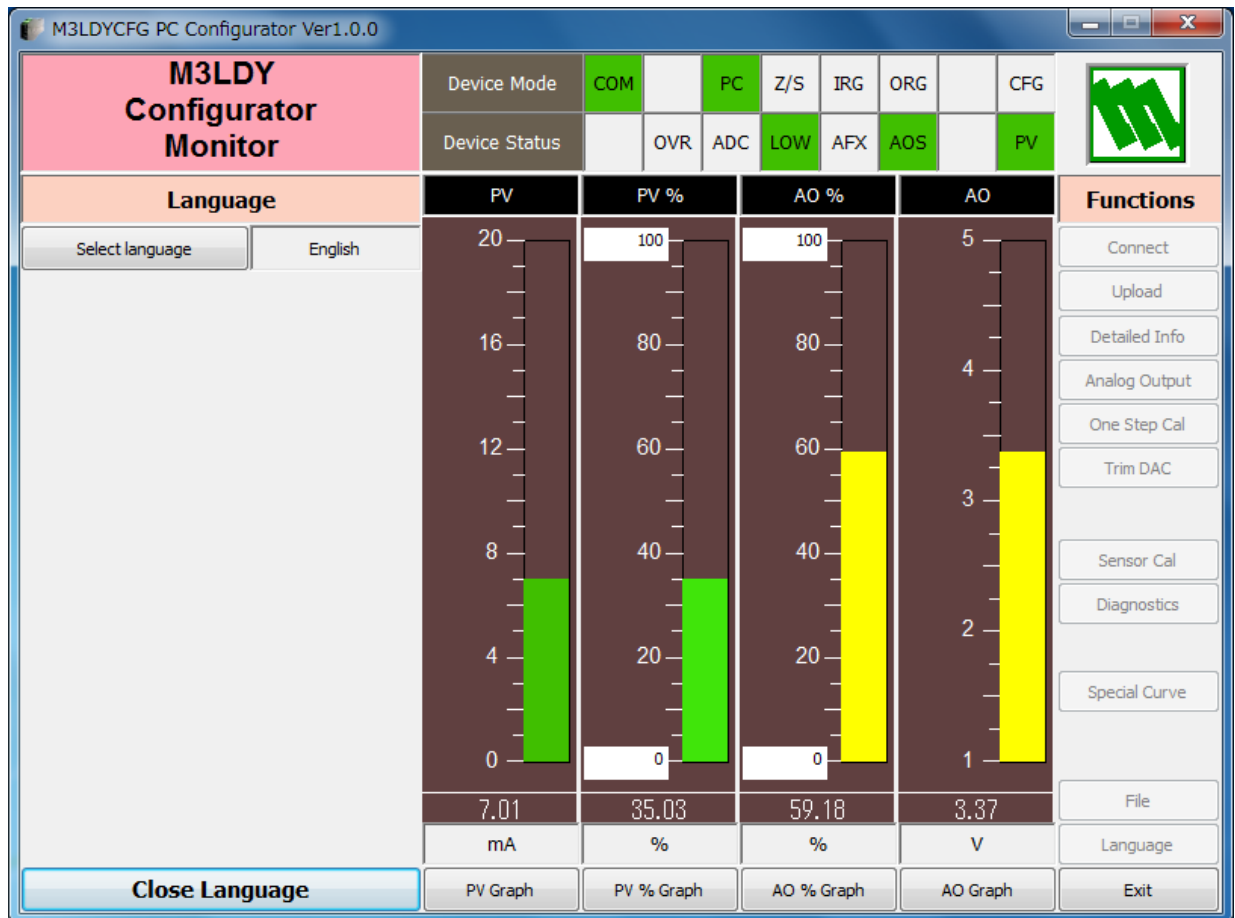 M3LDYCFG PC Configurator Ver1.0.0
M3LDY
Configurator
Monitor
Device Mode COM PC Z/S IRG ORG CFG
Device Status OVR ADC LOW AFX AOS PV
Language PV PV % AO % AO Functions
Select language English
20 100 100 5
16 80 80 4
12 60 60 3
8 40 40 2
4 20 20 1
0 0 0
7.01 35.03 59.18 3.37
mA % % V
Close Language PV Graph PV % Graph AO % Graph AO Graph
Connect
Upload
Detailed Info
Analog Output
One Step Cal
Trim DAC
Sensor Cal
Diagnostics
Special Curve
File
Language
Exit